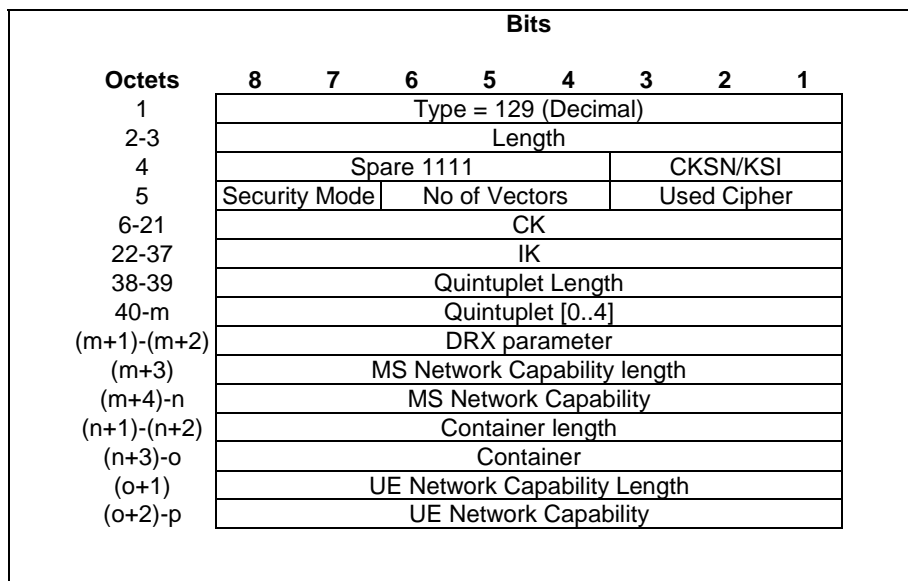 Bits
Octets 8 7 6 5 4 3 2 1
1 Type = 129 (Decimal)
2-3 Length
4 Spare 1111 CKSN/KSI
5 Security Mode No of Vectors Used Cipher
6-21 CK
22-37 IK
38-39 Quintuplet Length
40-m Quintuplet [0..4]
(m+1)-(m+2) DRX parameter
(m+3) MS Network Capability length
(m+4)-n MS Network Capability
(n+1)-(n+2) Container length
(n+3)-o Container
(o+1) UE Network Capability Length
(o+2)-p UE Network Capability